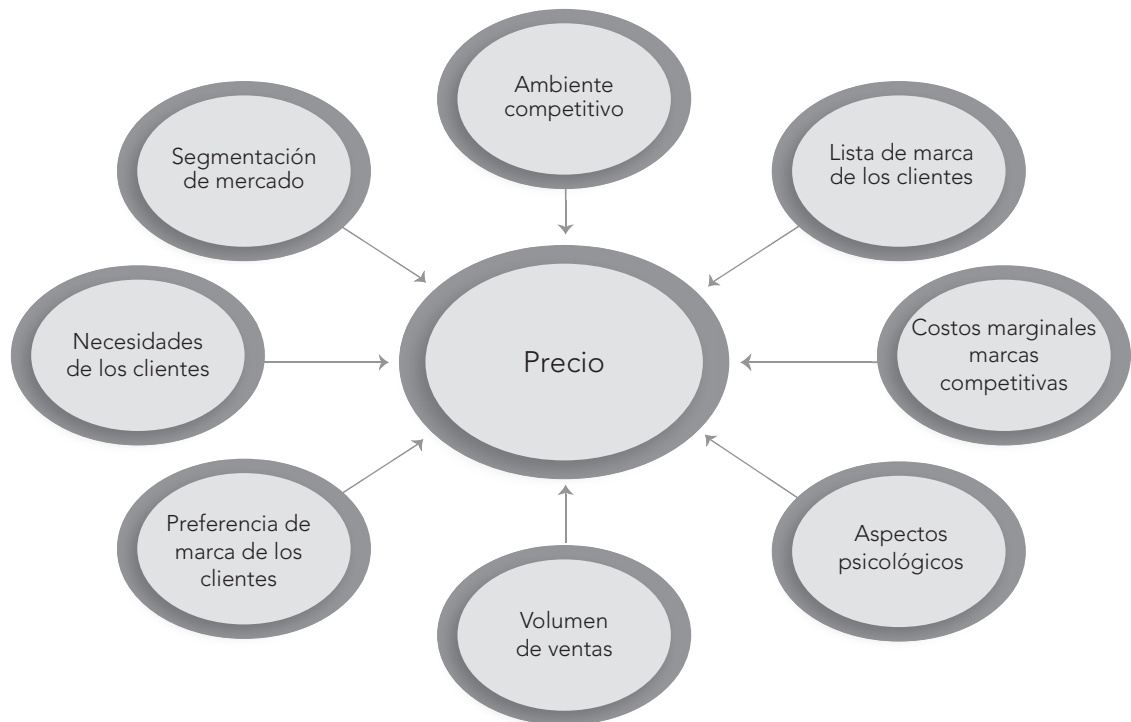 Ambiente
competitivo
Segmentación
de mercado
Lista de marca
de los clientes
Necesidades
de los clientes
Precio
Costos marginales
marcas
competitivas
Preferencia de
marca de los
clientes
Aspectos
psicológicos
Volumen
de ventas